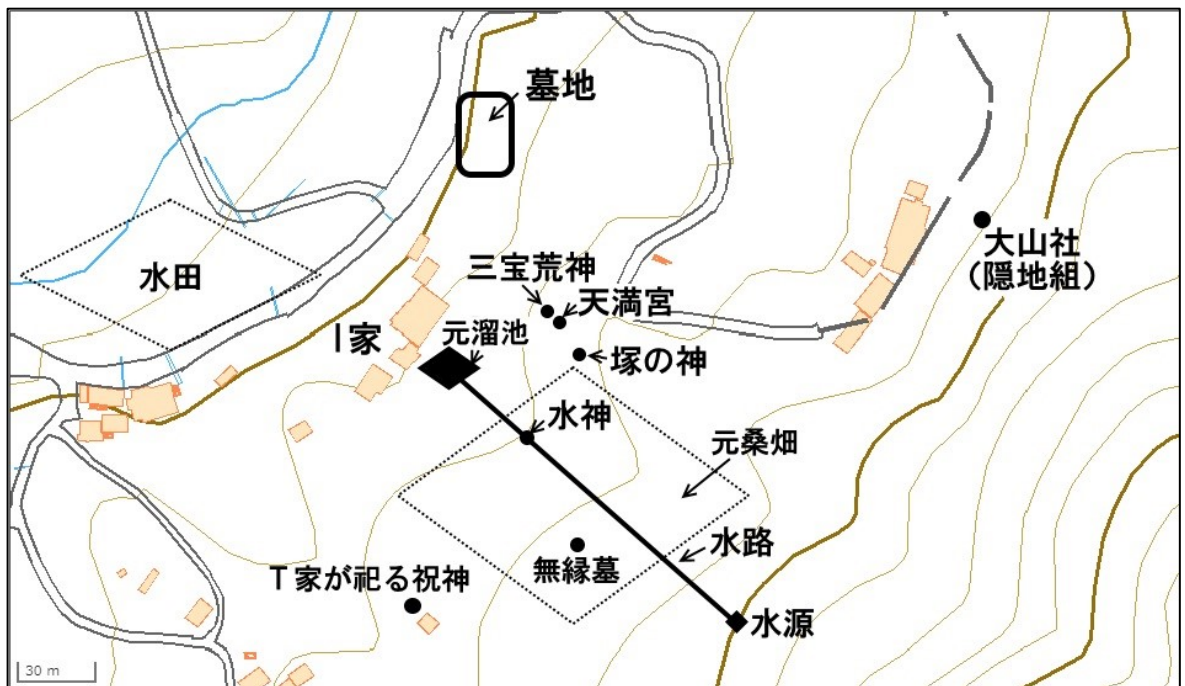 墓地
水田
三宝荒神
天満宮
大山社
(隠地組)
I家
元溜池
塚の神
水神
元桑畑
水路
無縁墓
T家が祀る祝神
水源
30 m